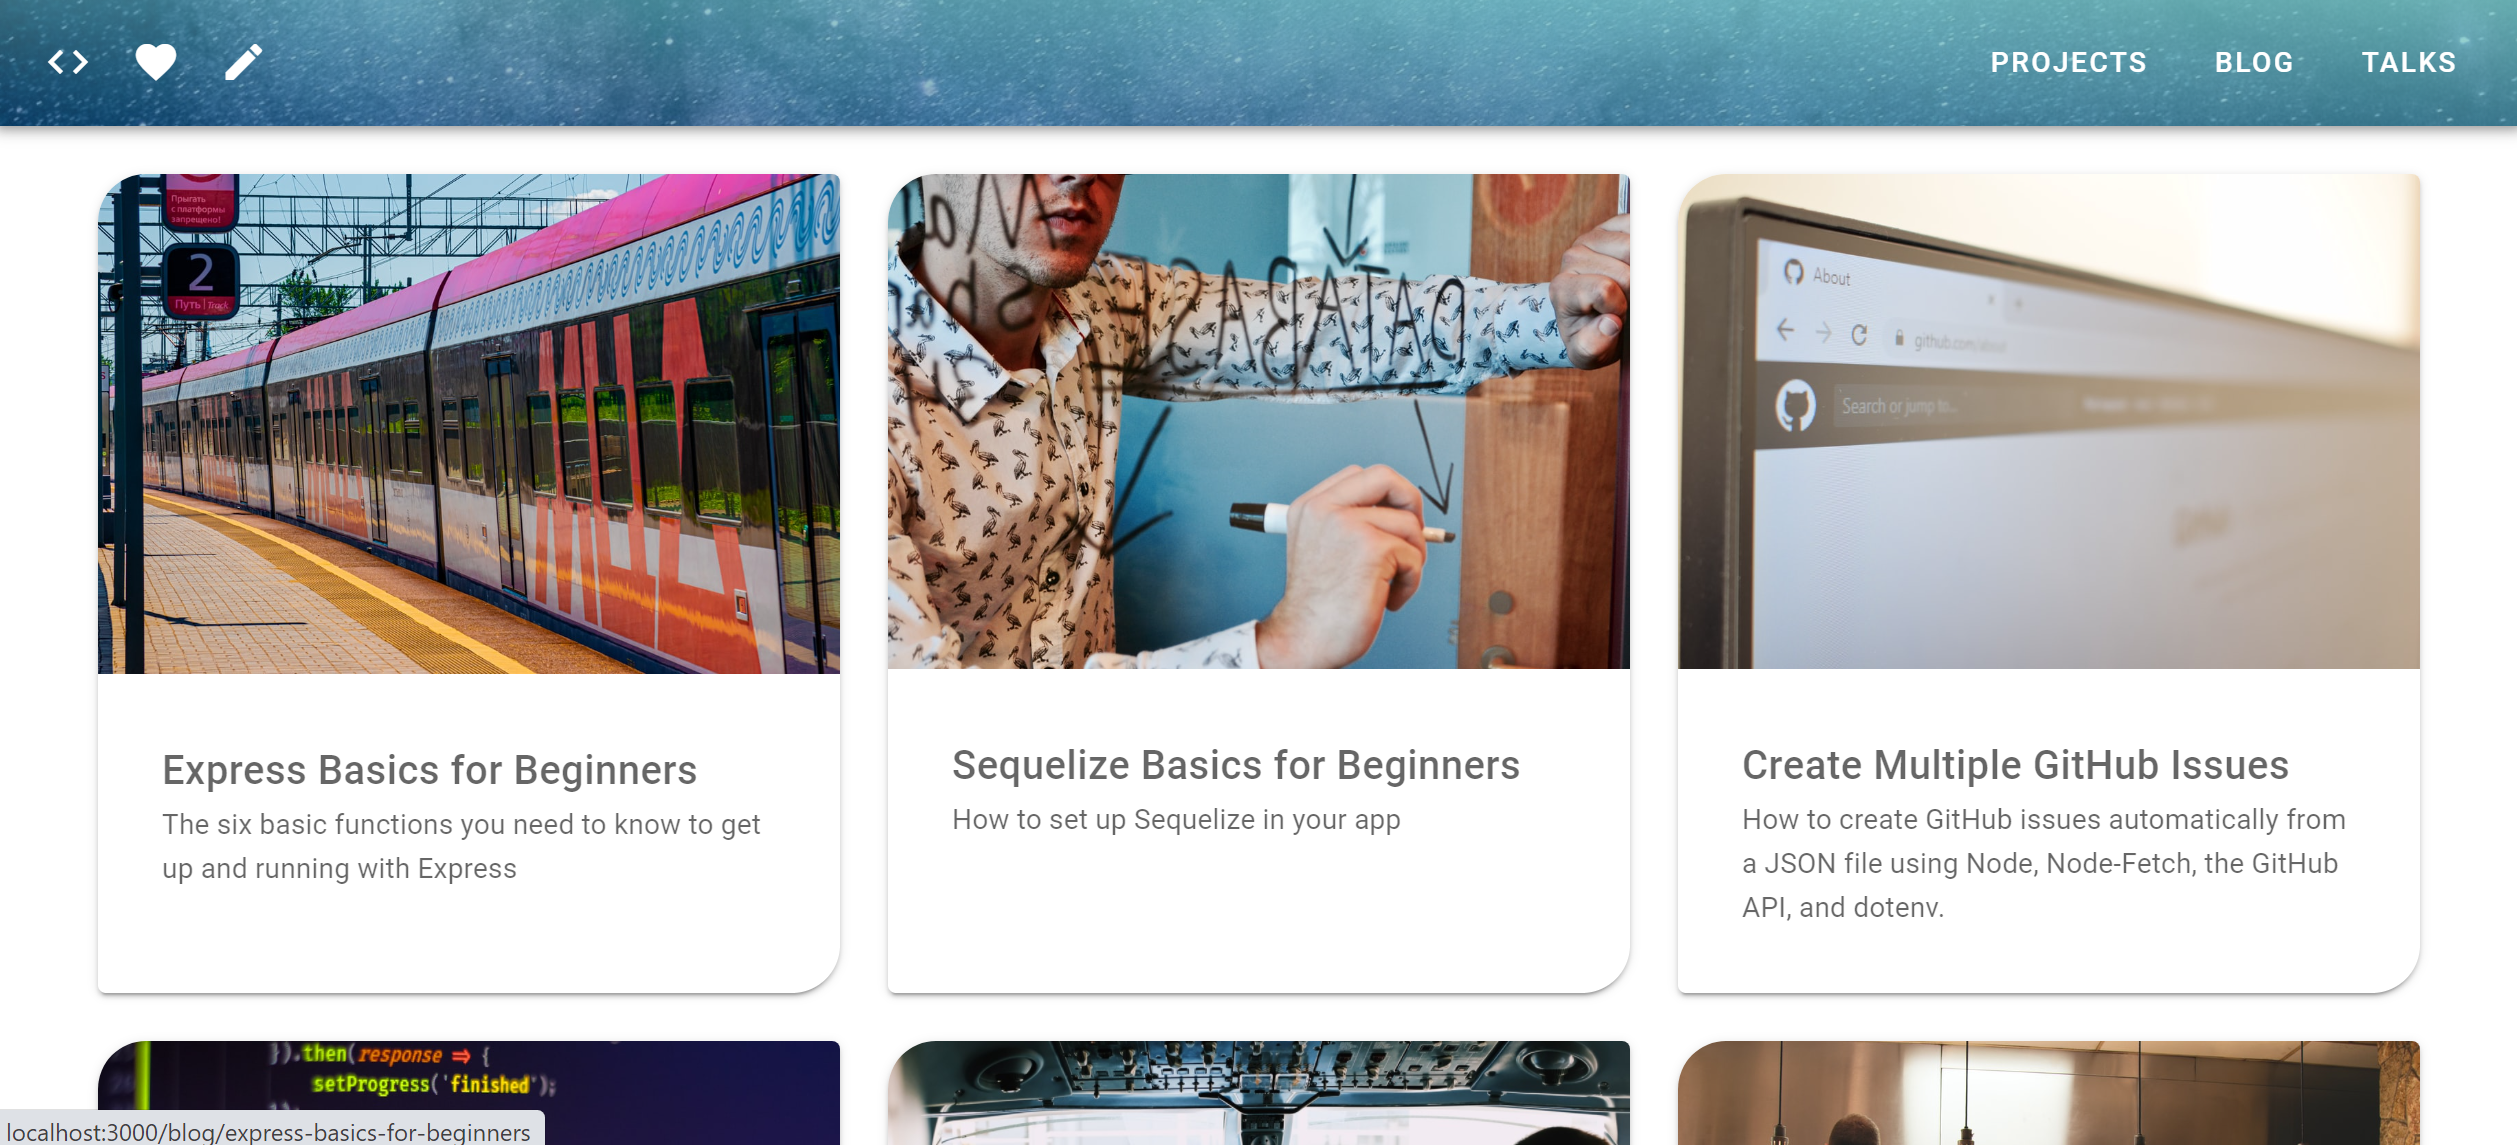 PROJECTS BLOG TALKS
Прыгать
с платформы
запрещено!
2
Путь | Track
МЦД
DATABASE
About
github.com/about
Search or jump to...
Express Basics for Beginners
The six basic functions you need to know to get
up and running with Express
Sequelize Basics for Beginners
How to set up Sequelize in your app
Create Multiple GitHub Issues
How to create GitHub issues automatically from
a JSON file using Node, Node-Fetch, the GitHub
API, and dotenv.
}).then(response => {
setProgress('finished');
localhost:3000/blog/express-basics-for-beginners